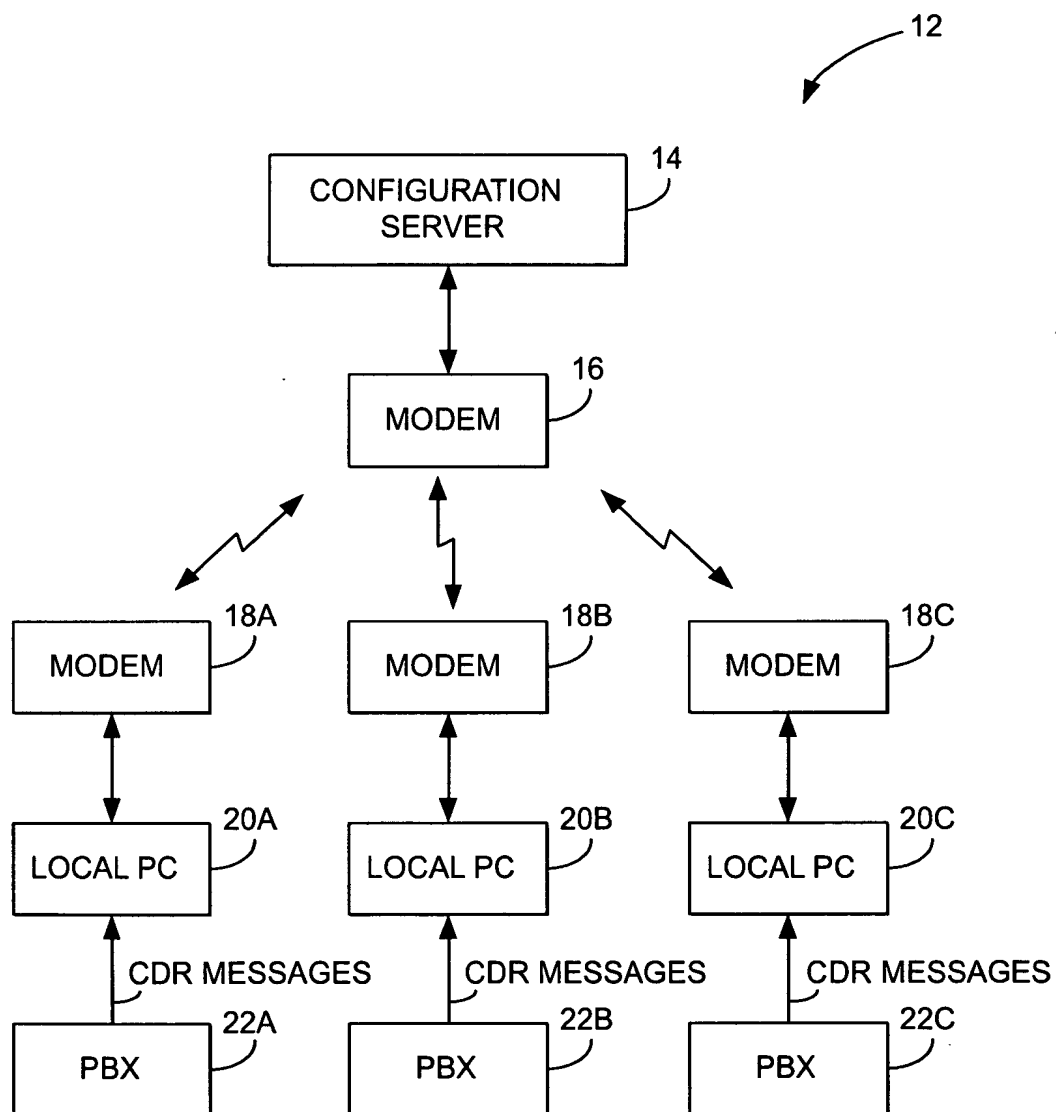 12
14
CONFIGURATION
SERVER
16
MODEM
18A
18B
18C
MODEM
MODEM
MODEM
20A
20B
20C
LOCAL PC
LOCAL PC
LOCAL PC
CDR MESSAGES
CDR MESSAGES
CDR MESSAGES
22A
22B
22C
PBX
PBX
PBX